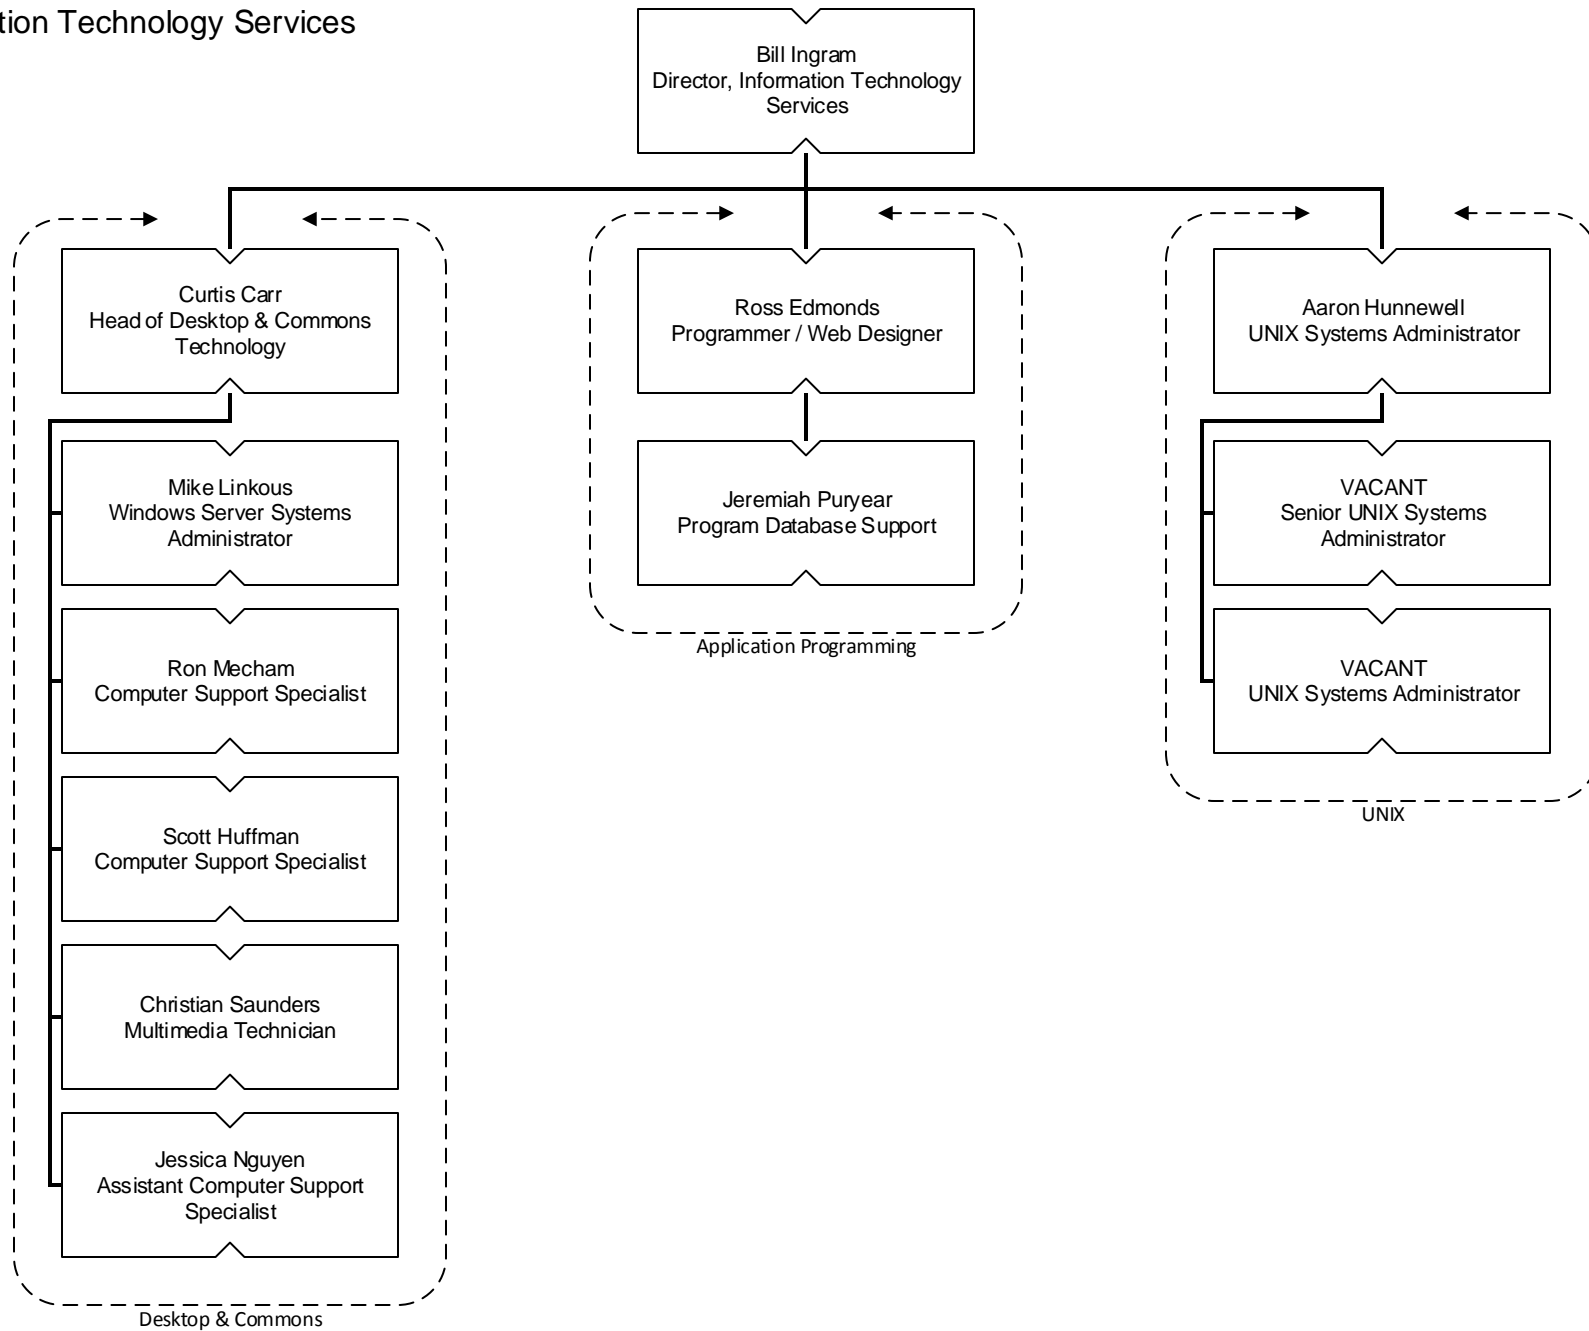 tion Technology Services
Bill Ingram
Director, Information Technology
Services
Curtis Carr
Head of Desktop & Commons
Technology
Mike Linkous
Windows Server Systems
Administrator
Ron Mecham
Computer Support Specialist
Scott Huffman
Computer Support Specialist
Christian Saunders
Multimedia Technician
Jessica Nguyen
Assistant Computer Support
Specialist
Desktop & Commons
Ross Edmonds
Programmer / Web Designer
Jeremiah Puryear
Program Database Support
Application Programming
Aaron Hunnewell
UNIX Systems Administrator
VACANT
Senior UNIX Systems
Administrator
VACANT
UNIX Systems Administrator
UNIX